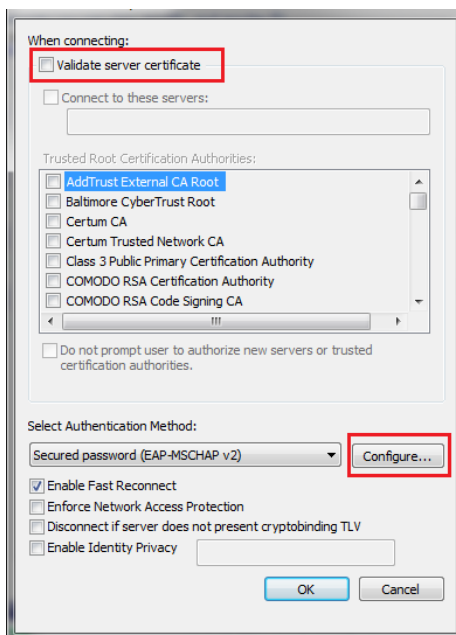 When connecting:
Validate server certificate
Connect to these servers:
Trusted Root Certification Authorities:
AddTrust External CA Root
Baltimore CyberTrust Root
Certum CA
Certum Trusted Network CA
Class 3 Public Primary Certification Authority
COMODO RSA Certification Authority
COMODO RSA Code Signing CA
Do not prompt user to authorize new servers or trusted
certification authorities.
Select Authentication Method:
Secured password (EAP-MSCHAP v2)
Configure...
Enable Fast Reconnect
Enforce Network Access Protection
Disconnect if server does not present cryptobinding TLV
Enable Identity Privacy
OK Cancel